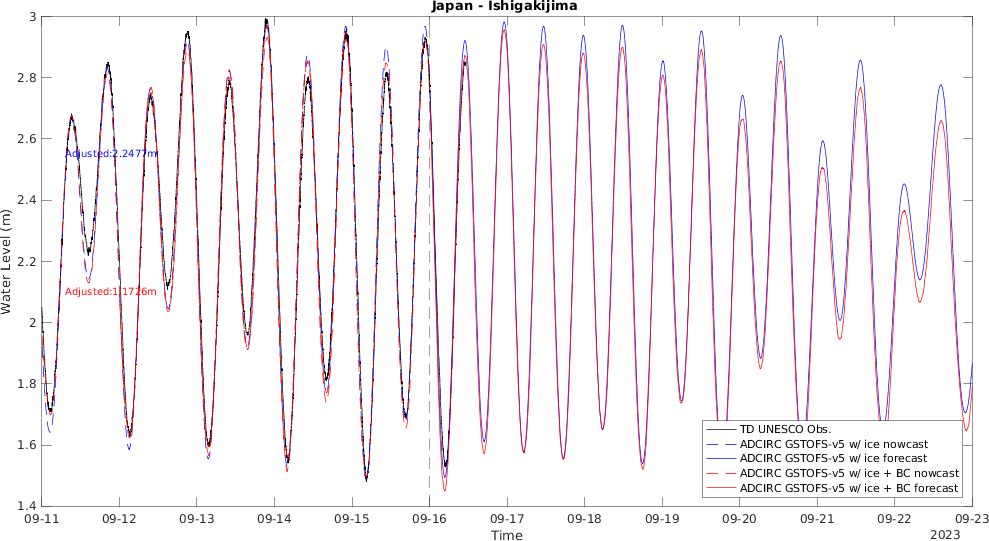 Japan - Ishigakijima
3
2.8
2.6
2.4
2.2
2
1.8
1.6
1.4
Water Level (m)
Adjusted:2.2477m
Adjusted:1.1726m
TD UNESCO Obs.
ADCIRC GSTOFS-v5 w/ ice nowcast
ADCIRC GSTOFS-v5 w/ ice forecast
ADCIRC GSTOFS-v5 w/ ice + BC nowcast
ADCIRC GSTOFS-v5 w/ ice + BC forecast
09-11 09-12 09-13 09-14 09-15 09-16 09-17 09-18 09-19 09-20 09-21 09-22 09-23
Time
2023